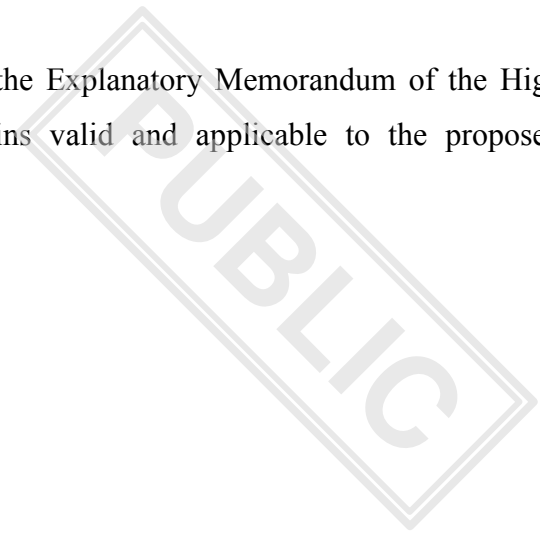 the Explanatory Memorandum of the Hig
ins valid and applicable to the propose
PUBLIC